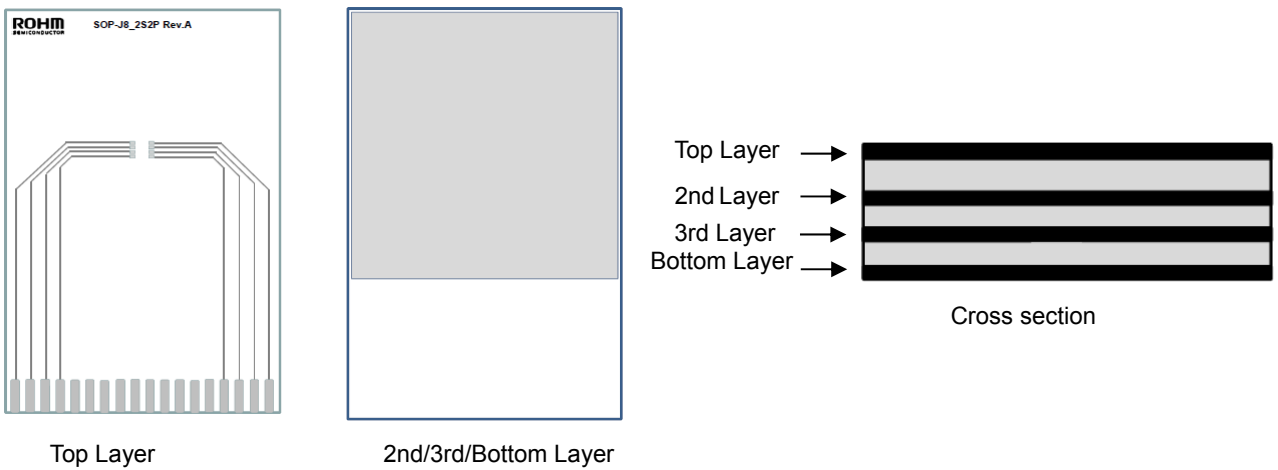 ROHM
SEMICONDUCTOR
SOP-J8_2S2P Rev.A
Top Layer
2nd/3rd/Bottom Layer
Top Layer
2nd Layer
3rd Layer
Bottom Layer
Cross section